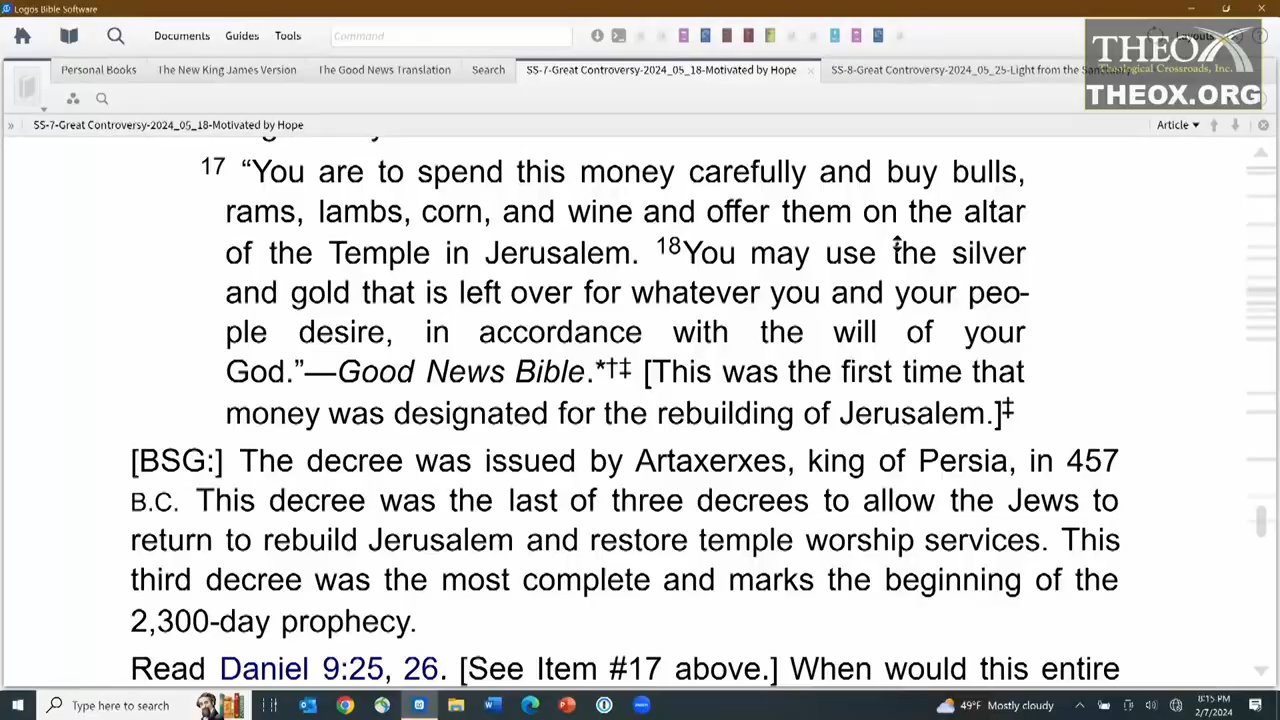 Logos Bible Software
Documents Guides Tools Command Layouts
THEOX
Theological Crossroads, Inc.
THEOX.ORG
Personal Books The New King James Version The Good News Tra SS-7-Great Controversy-2024_05_18-Motivated by Hope SS-8-Great Controversy-2024_05_25-Light from the San
SS-7-Great Controversy-2024_05_18-Motivated by Hope Article
17 “You are to spend this money carefully and buy bulls,
rams, lambs, corn, and wine and offer them on the altar
of the Temple in Jerusalem. 18You may use the silver
and gold that is left over for whatever you and your peo-
ple desire, in accordance with the will of your
God.”—Good News Bible.*†‡ [This was the first time that
money was designated for the rebuilding of Jerusalem.]‡
[BSG:] The decree was issued by Artaxerxes, king of Persia, in 457
B.C. This decree was the last of three decrees to allow the Jews to
return to rebuild Jerusalem and restore temple worship services. This
third decree was the most complete and marks the beginning of the
2,300-day prophecy.
Read Daniel 9:25, 26. [See Item #17 above.] When would this entire
Type here to search 49°F Mostly cloudy 8:15 PM
2/7/2024